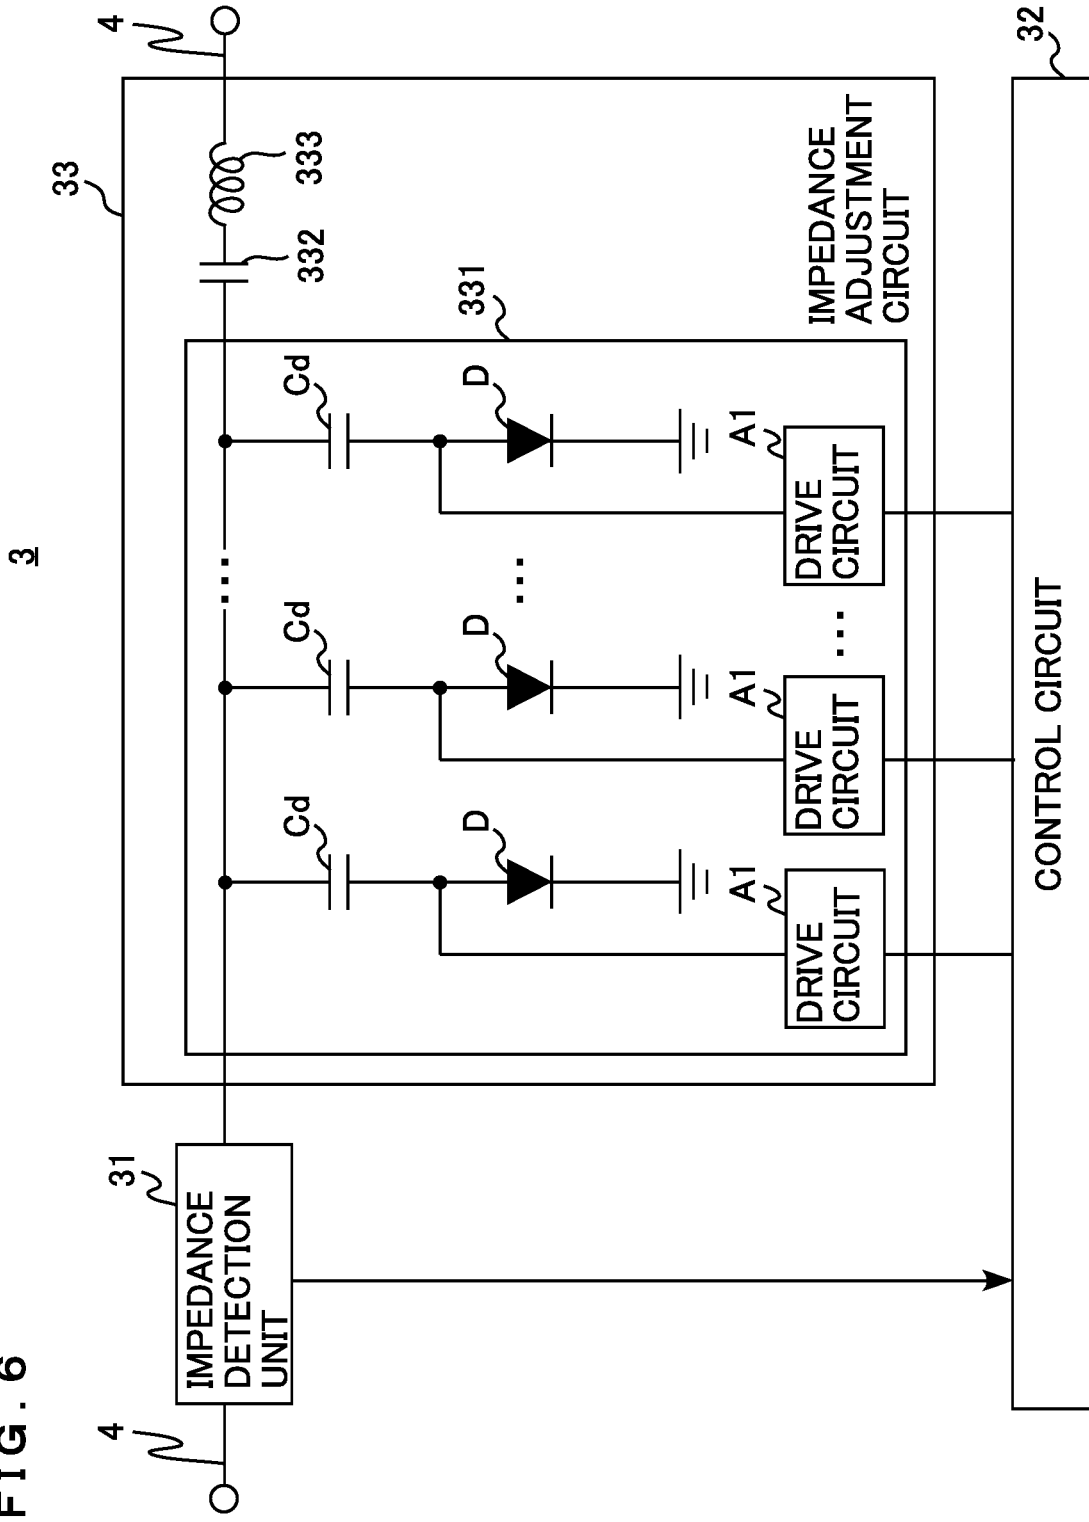 FIG. 6
3
4
31
IMPEDANCE
DETECTION
UNIT
33
331
Cd
Cd
Cd
D
D
D
...
...
...
A1
A1
A1
DRIVE
CIRCUIT
DRIVE
CIRCUIT
DRIVE
CIRCUIT
332
333
4
IMPEDANCE
ADJUSTMENT
CIRCUIT
32
CONTROL CIRCUIT